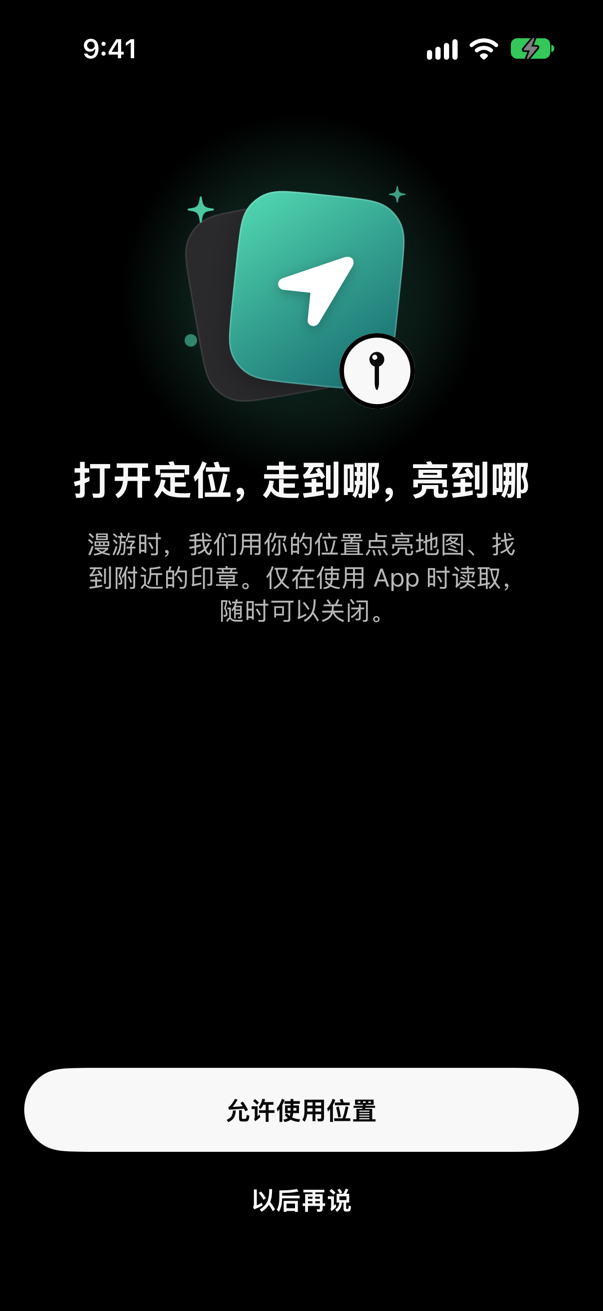 9:41
打开定位, 走到哪, 亮到哪
漫游时，我们用你的位置点亮地图、找
到附近的印章。仅在使用 App 时读取，
随时可以关闭。
允许使用位置
以后再说